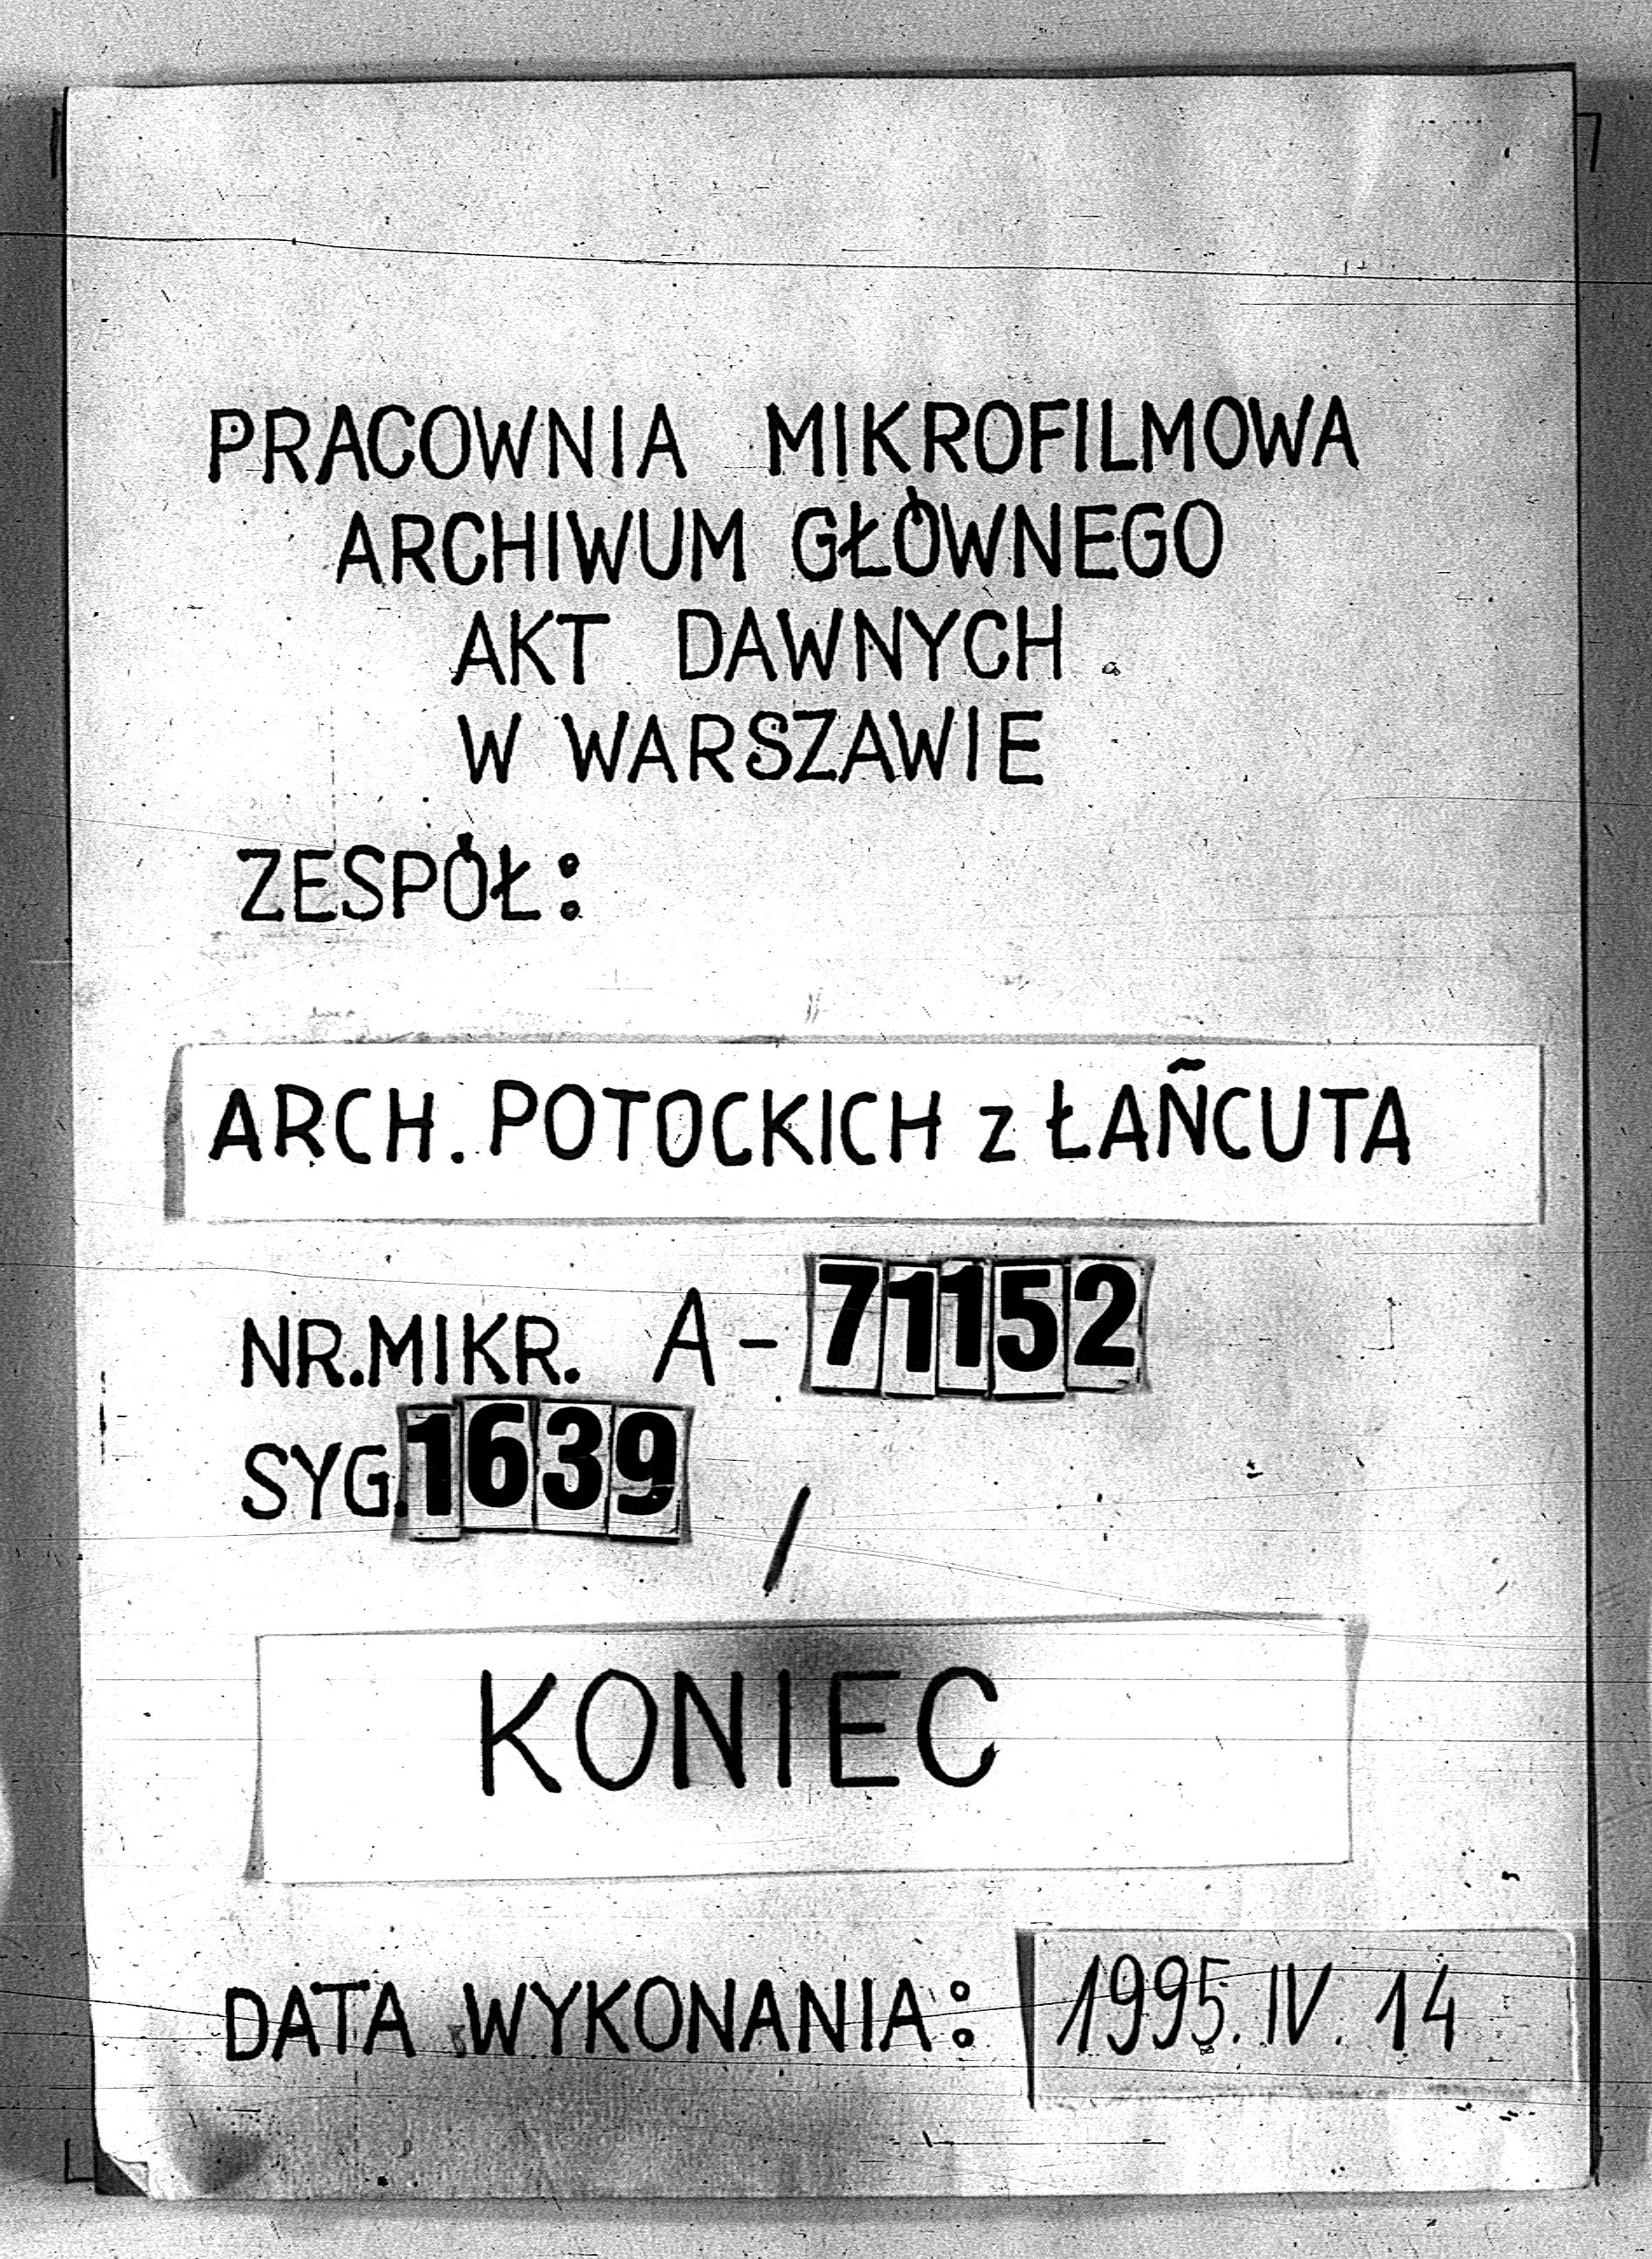 PRACOWNIA MIKROFILMOWA
ARCHIWUM GŁÓWNEGO
AKT DAWNYCH
W WARSZAWIE
ZESPÓŁ:
ARCH. POTOCKICH z ŁAŃCUTA
NR. MIKR. A - 71152
SYG. 1639 /
KONIEC
DATA WYKONANIA: 1995. IV. 14